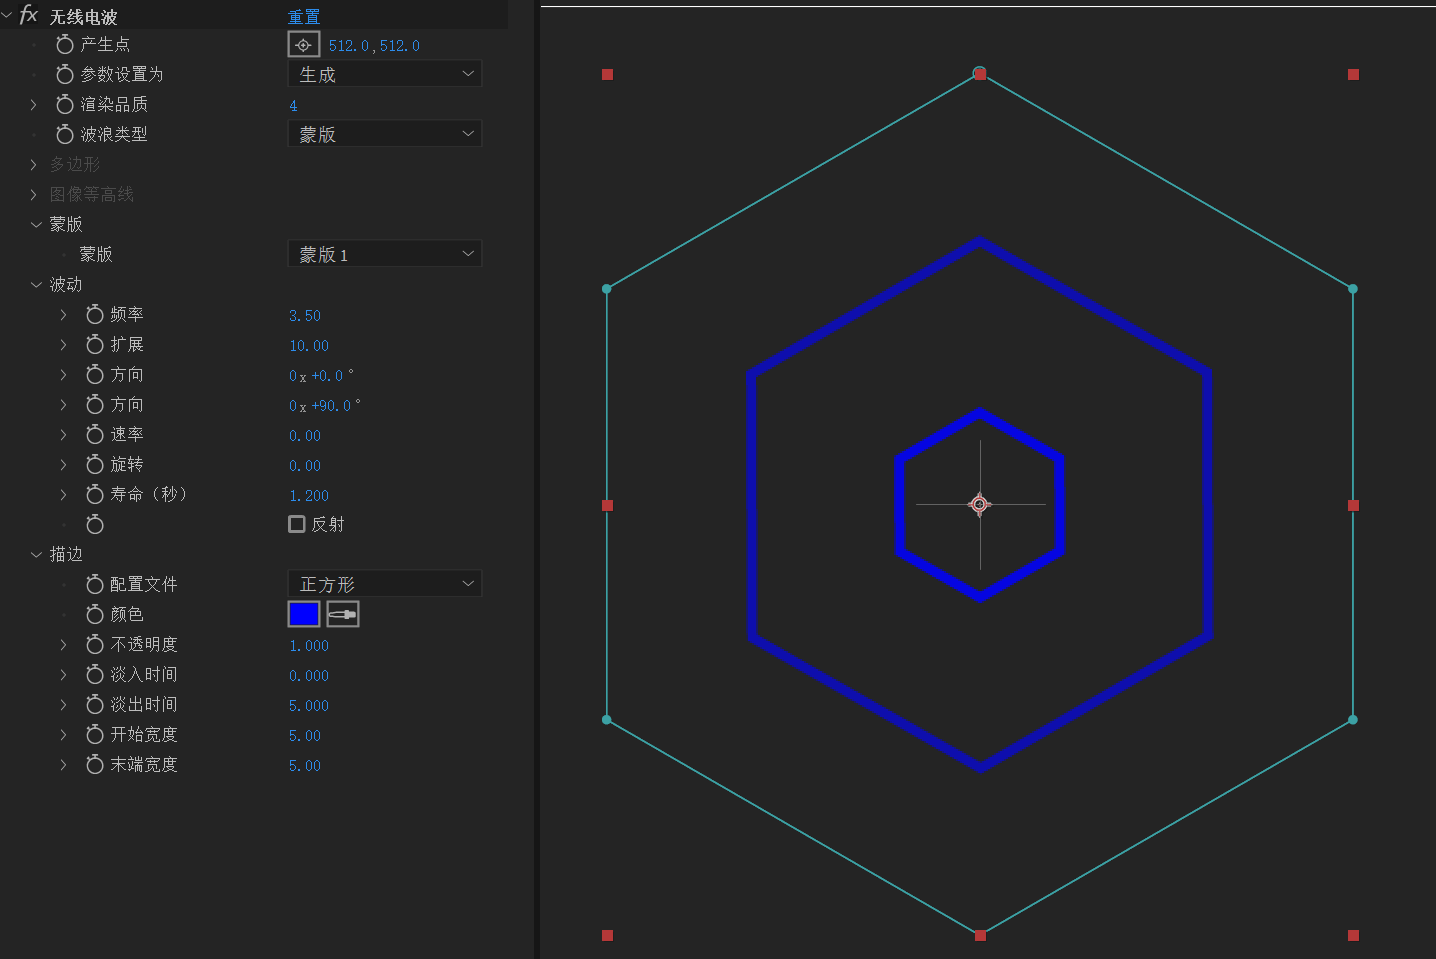 fx 无线电波 重置
产生点 512.0,512.0
参数设置为 生成
渲染品质 4
波浪类型 蒙版
多边形
图像等高线
蒙版
蒙版 蒙版 1
波动
频率 3.50
扩展 10.00
方向 0x+0.0°
方向 0x+90.0°
速率 0.00
旋转 0.00
寿命（秒） 1.200
反射
描边
配置文件 正方形
颜色
不透明度 1.000
淡入时间 0.000
淡出时间 5.000
开始宽度 5.00
末端宽度 5.00